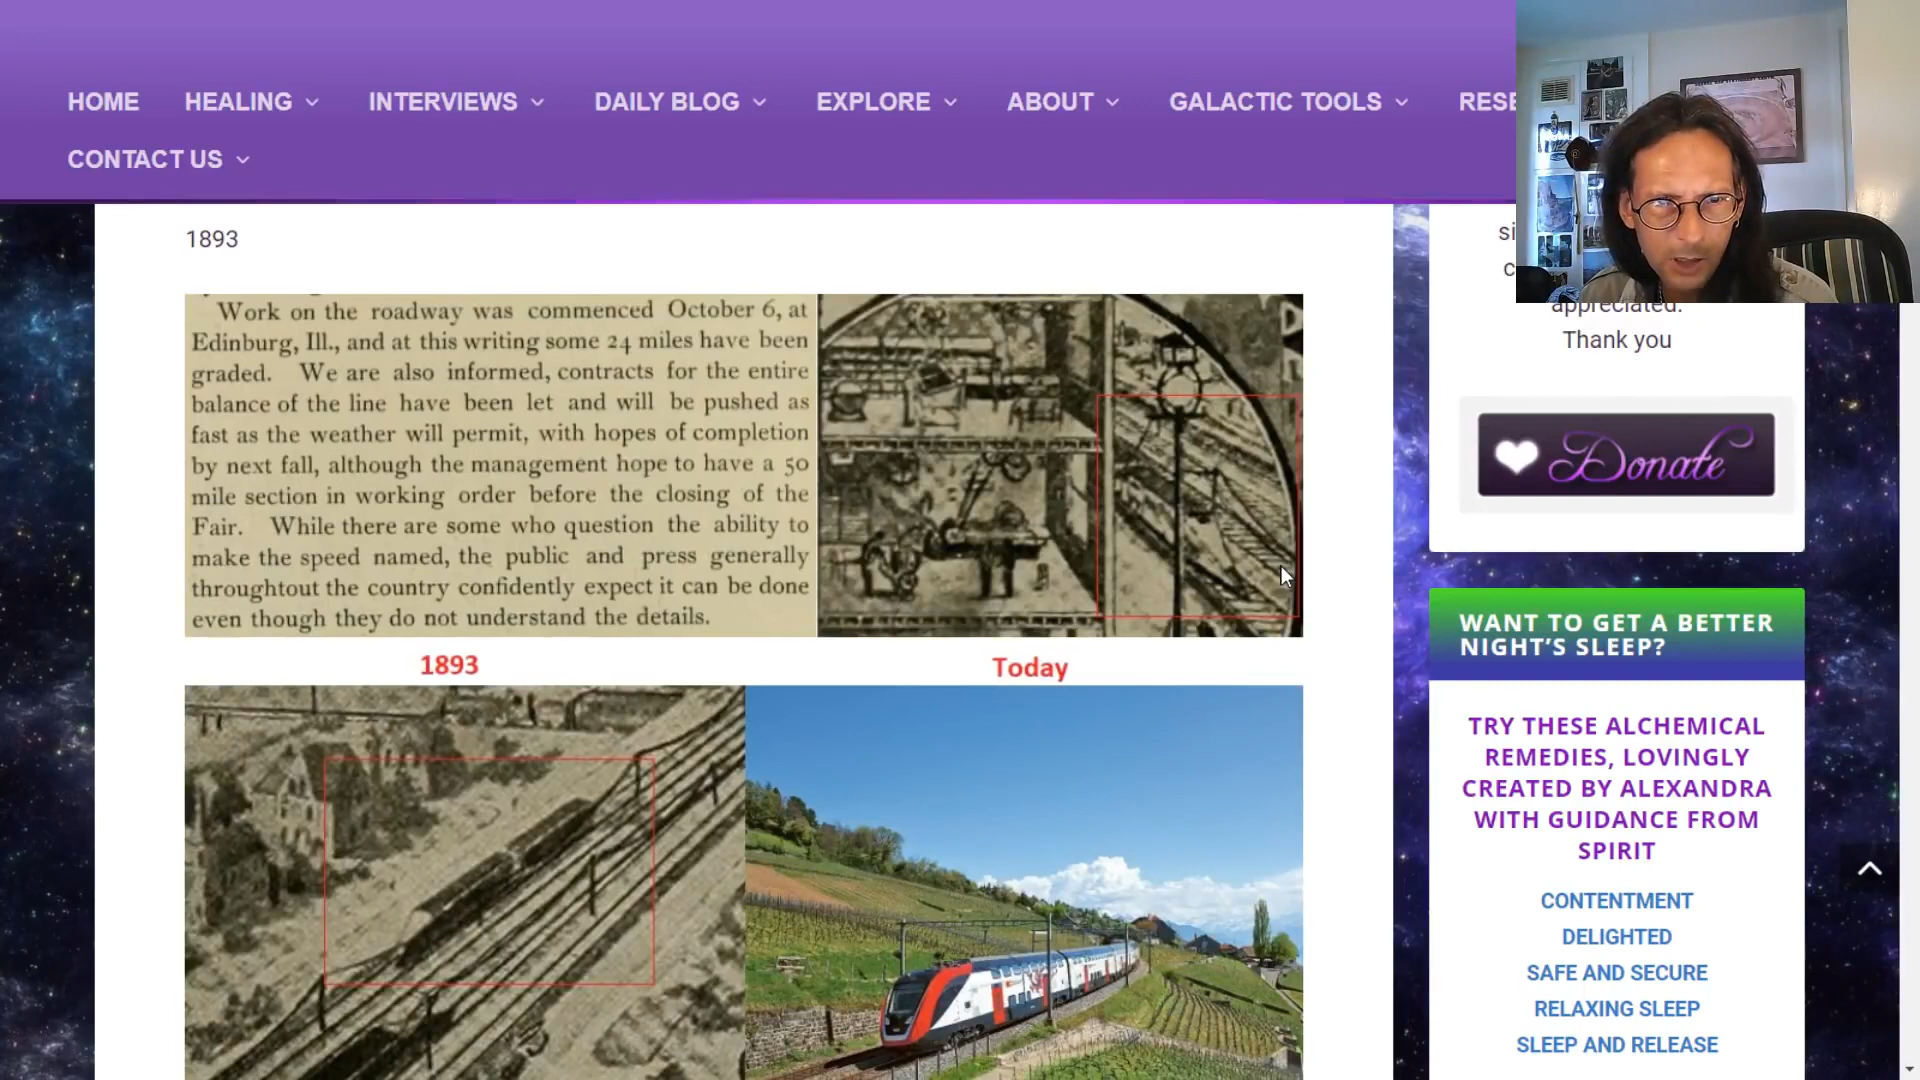 HOME
HEALING
INTERVIEWS
DAILY BLOG
EXPLORE
ABOUT
GALACTIC TOOLS
RESE
CONTACT US
1893
Work on the roadway was commenced October 6, at
Edinburg, Ill., and at this writing some 24 miles have been
graded. We are also informed, contracts for the entire
balance of the line have been let and will be pushed as
fast as the weather will permit, with hopes of completion
by next fall, although the management hope to have a 50
mile section in working order before the closing of the
Fair. While there are some who question the ability to
make the speed named, the public and press generally
throughtout the country confidently expect it can be done
even though they do not understand the details.
1893
Today
si
c
appreciated.
Thank you
Donate
WANT TO GET A BETTER
NIGHT'S SLEEP?
TRY THESE ALCHEMICAL
REMEDIES, LOVINGLY
CREATED BY ALEXANDRA
WITH GUIDANCE FROM
SPIRIT
CONTENTMENT
DELIGHTED
SAFE AND SECURE
RELAXING SLEEP
SLEEP AND RELEASE